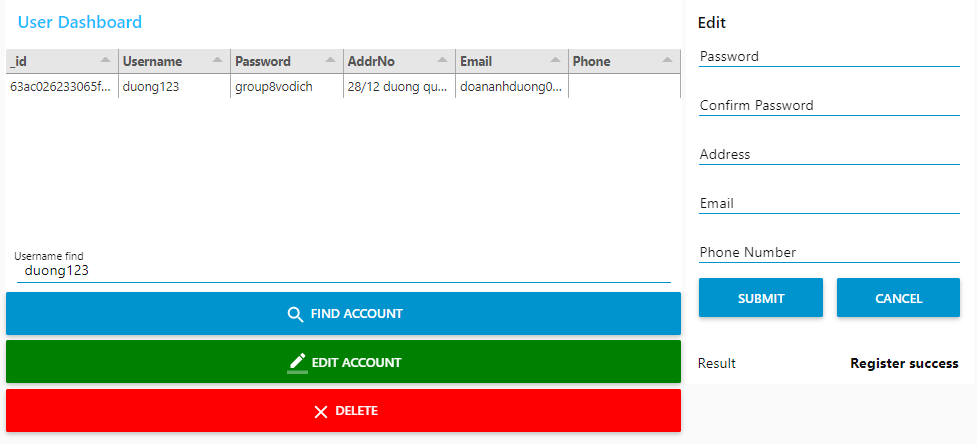 User Dashboard
_id Username Password AddrNo Email Phone
63ac026233065f... duong123 group8vodich 28/12 duong qu... doananhduong0...
Username find
duong123
FIND ACCOUNT
EDIT ACCOUNT
DELETE
Edit
Password
Confirm Password
Address
Email
Phone Number
SUBMIT CANCEL
Result Register success